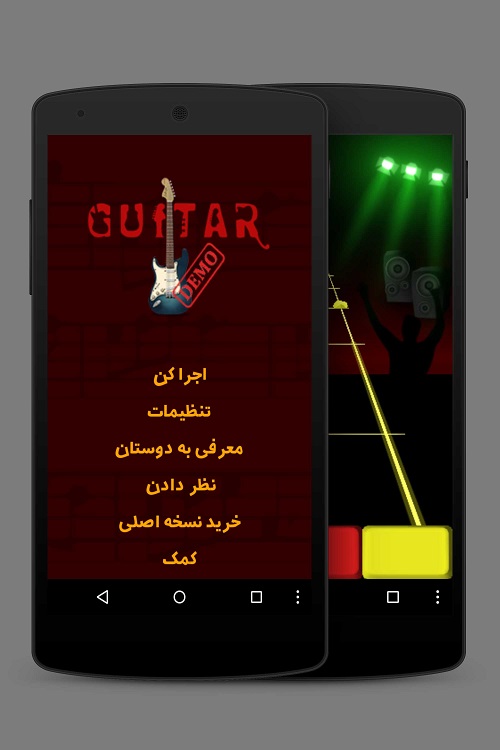 GUITAR
DEMO
اجرا کن
تنظیمات
معرفی به دوستان
نظر دادن
خرید نسخه اصلی
کمک